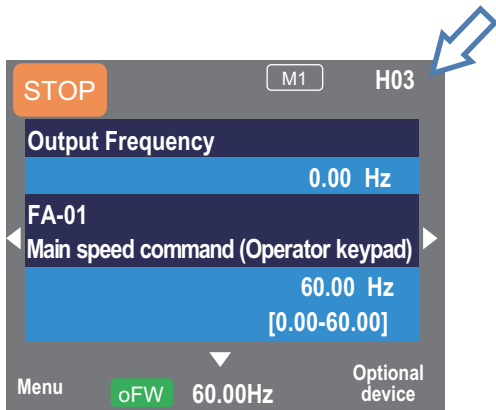 STOP M1 H03
Output Frequency
0.00 Hz
FA-01
Main speed command (Operator keypad)
60.00 Hz
[0.00-60.00]
Menu oFW 60.00Hz Optional
device